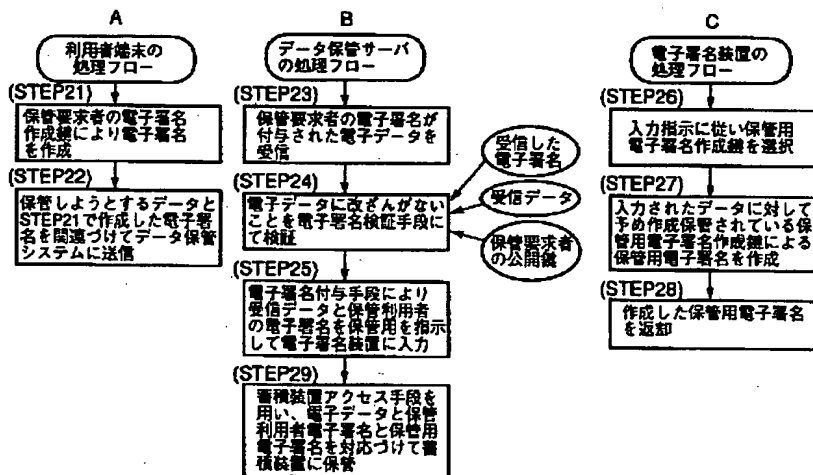 A
利用者端末の
処理フロー
(STEP21)
保管要求者の電子署名
作成鍵により電子署名
を作成
(STEP22)
保管しようとするデータと
STEP21で作成した電子署
名を関連づけてデータ保管
システムに送信
B
データ保管サーバ
の処理フロー
(STEP23)
保管要求者の電子署名が
付与された電子データを
受信
(STEP24)
電子データに改ざんがない
ことを電子署名検証手段に
て検証
受信した
電子署名
受信データ
保管要求者
の公開鍵
(STEP25)
電子署名付与手段により
受信データと保管利用者
の電子署名を保管用を指示
して電子署名装置に入力
(STEP29)
蓄積装置アクセス手段を
用い、電子データと保管
利用者電子署名と保管用
電子署名を対応づけて蓄
積装置に保管
C
電子署名装置の
処理フロー
(STEP26)
入力指示に従い保管用
電子署名作成鍵を選択
(STEP27)
入力されたデータに対して
予め作成保管されている保
管用電子署名作成鍵による
保管用電子署名を作成
(STEP28)
作成した保管用電子署名
を返却